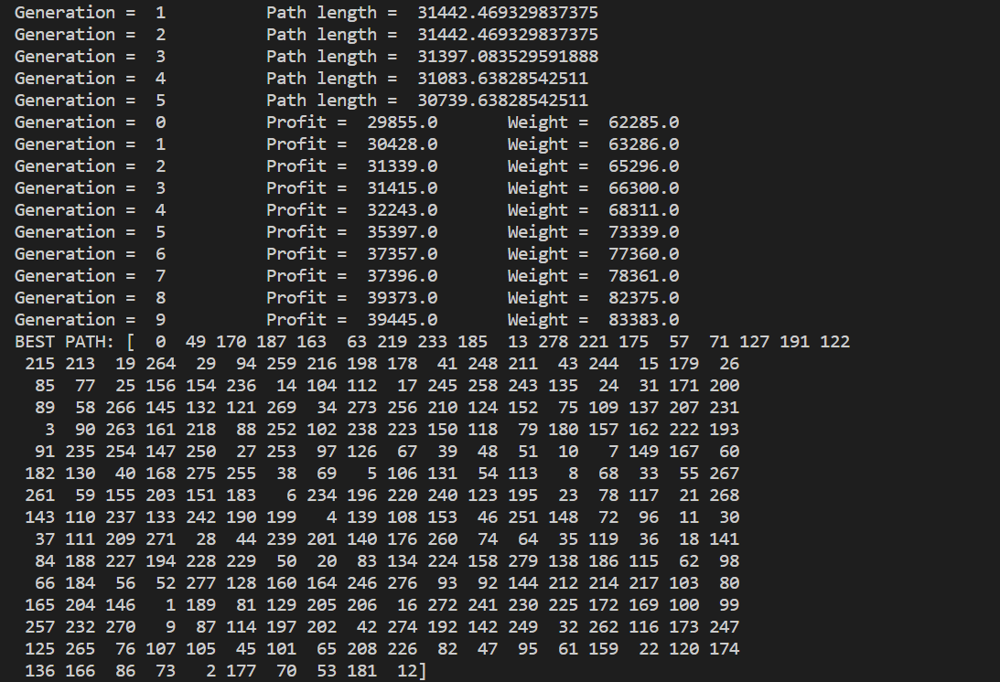 Generation =  1          Path length =  31442.469329837375
Generation =  2          Path length =  31442.469329837375
Generation =  3          Path length =  31397.083529591888
Generation =  4          Path length =  31083.63828542511
Generation =  5          Path length =  30739.63828542511
Generation =  0          Profit =  29855.0       Weight =  62285.0
Generation =  1          Profit =  30428.0       Weight =  63286.0
Generation =  2          Profit =  31339.0       Weight =  65296.0
Generation =  3          Profit =  31415.0       Weight =  66300.0
Generation =  4          Profit =  32243.0       Weight =  68311.0
Generation =  5          Profit =  35397.0       Weight =  73339.0
Generation =  6          Profit =  37357.0       Weight =  77360.0
Generation =  7          Profit =  37396.0       Weight =  78361.0
Generation =  8          Profit =  39373.0       Weight =  82375.0
Generation =  9          Profit =  39445.0       Weight =  83383.0
BEST PATH: [  0  49 170 187 163  63 219 233 185  13 278 221 175  57  71 127 191 122
 215 213  19 264  29  94 259 216 198 178  41 248 211  43 244  15 179  26
  85  77  25 156 154 236  14 104 112  17 245 258 243 135  24  31 171 200
  89  58 266 145 132 121 269  34 273 256 210 124 152  75 109 137 207 231
   3  90 263 161 218  88 252 102 238 223 150 118  79 180 157 162 222 193
  91 235 254 147 250  27 253  97 126  67  39  48  51  10   7 149 167  60
 182 130  40 168 275 255  38  69   5 106 131  54 113   8  68  33  55 267
 261  59 155 203 151 183   6 234 196 220 240 123 195  23  78 117  21 268
 143 110 237 133 242 190 199   4 139 108 153  46 251 148  72  96  11  30
  37 111 209 271  28  44 239 201 140 176 260  74  64  35 119  36  18 141
  84 188 227 194 228 229  50  20  83 134 224 158 279 138 186 115  62  98
  66 184  56  52 277 128 160 164 246 276  93  92 144 212 214 217 103  80
 165 204 146   1 189  81 129 205 206  16 272 241 230 225 172 169 100  99
 257 232 270   9  87 114 197 202  42 274 192 142 249  32 262 116 173 247
 125 265  76 107 105  45 101  65 208 226  82  47  95  61 159  22 120 174
 136 166  86  73   2 177  70  53 181  12]